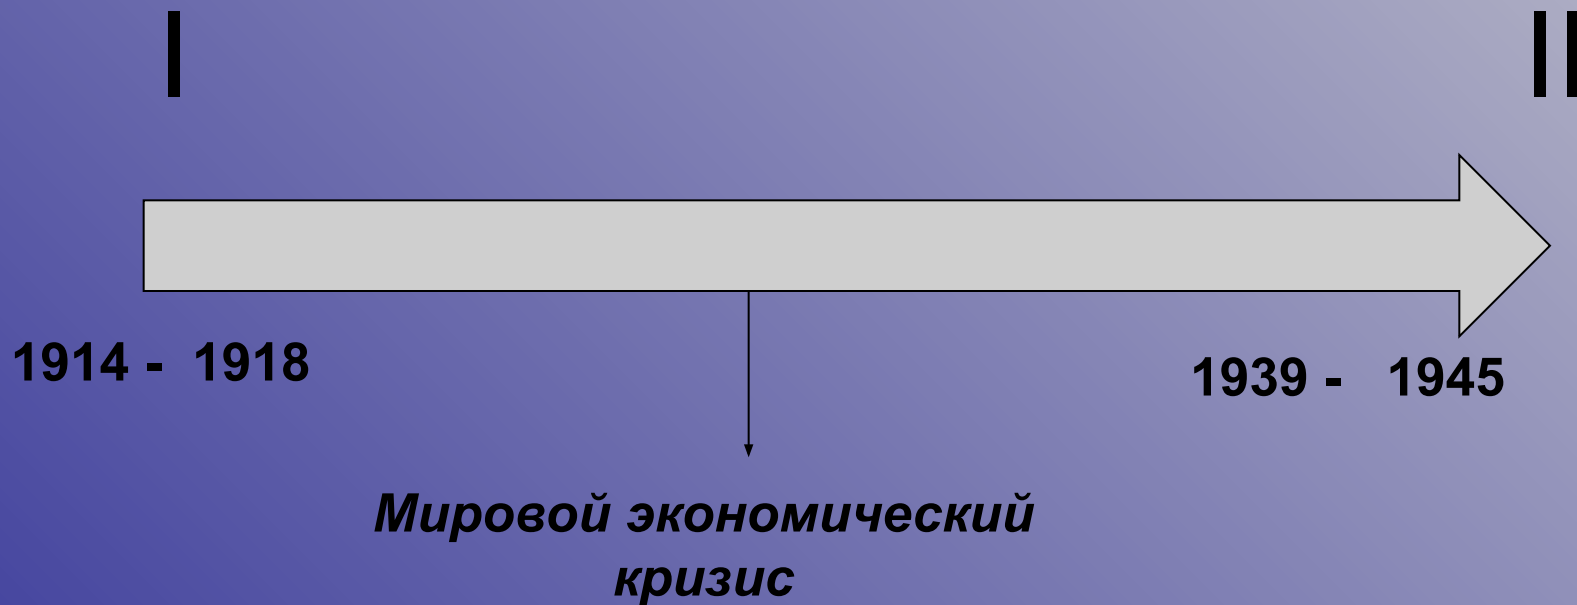 I II
1914 - 1918
1939 - 1945
Мировой экономический
кризис